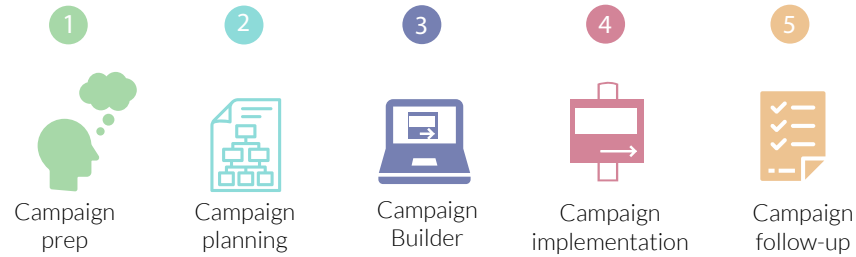 1
2
3
4
5
Campaign
prep
Campaign
planning
Campaign
Builder
Campaign
implementation
Campaign
follow-up